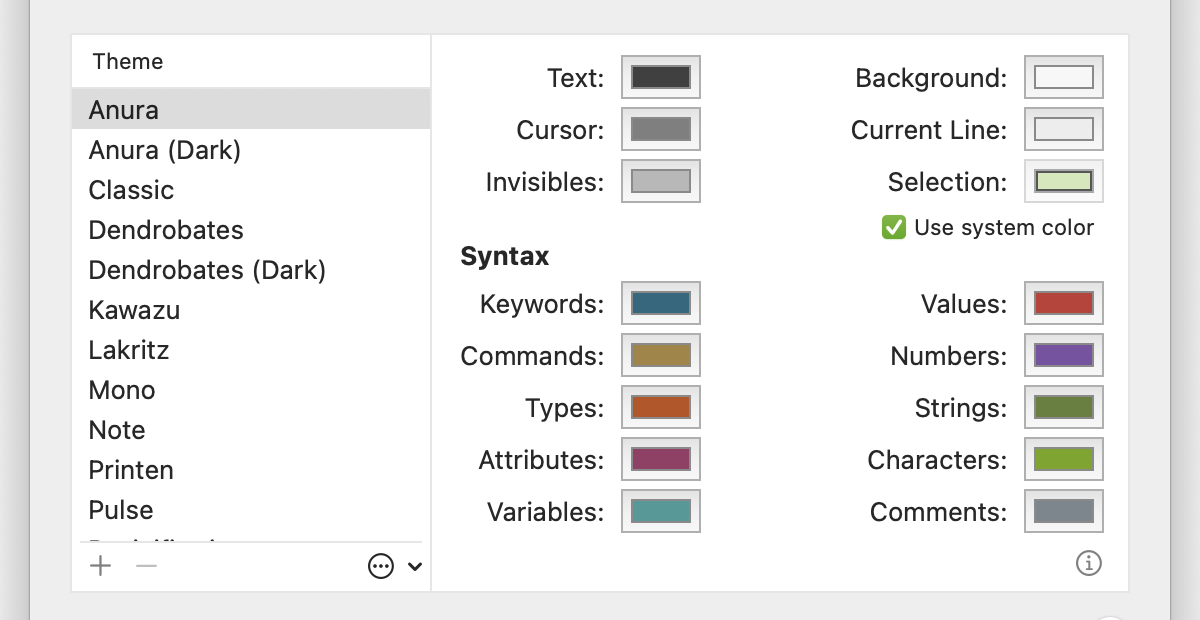 Theme
Anura
Anura (Dark)
Classic
Dendrobates
Dendrobates (Dark)
Kawazu
Lakritz
Mono
Note
Printen
Pulse
Text:
Background:
Cursor:
Current Line:
Invisibles:
Selection:
Use system color
Syntax
Keywords:
Values:
Commands:
Numbers:
Types:
Strings:
Attributes:
Characters:
Variables:
Comments: